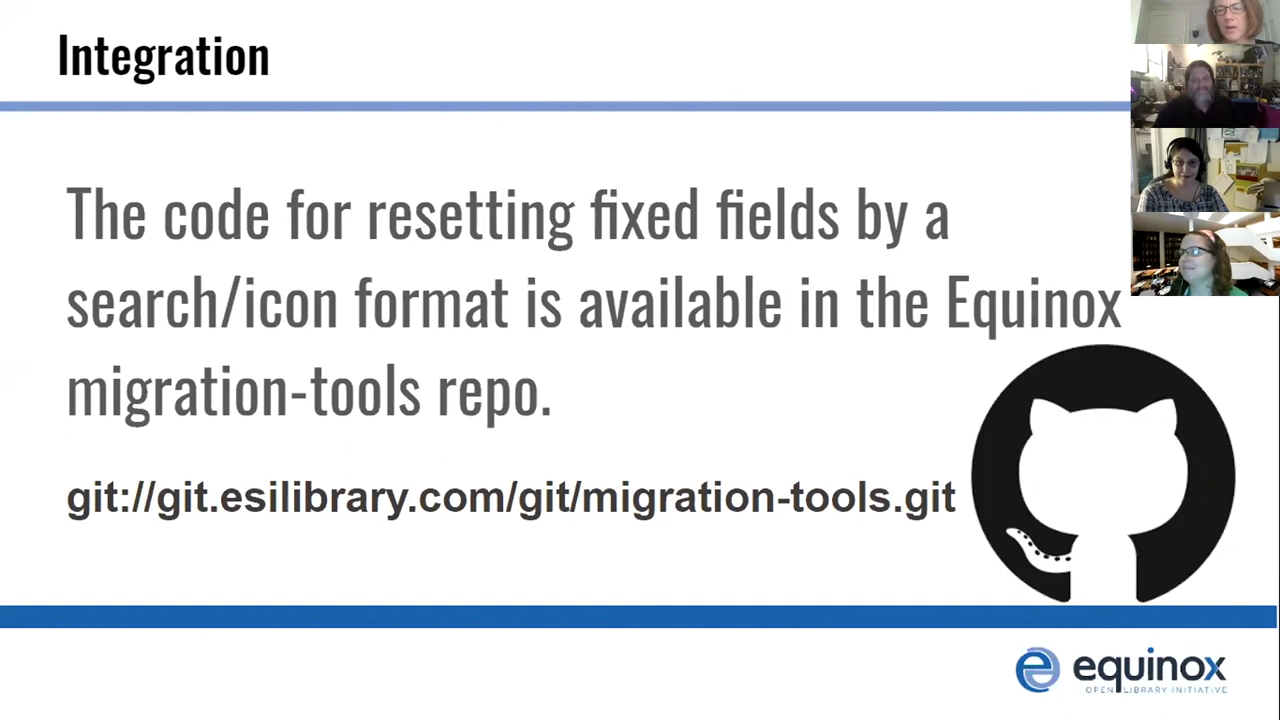 Integration
The code for resetting fixed fields by a
search/icon format is available in the Equinox
migration-tools repo.
git://git.esilibrary.com/git/migration-tools.git
equinox
OPEN LIBRARY INITIATIVE